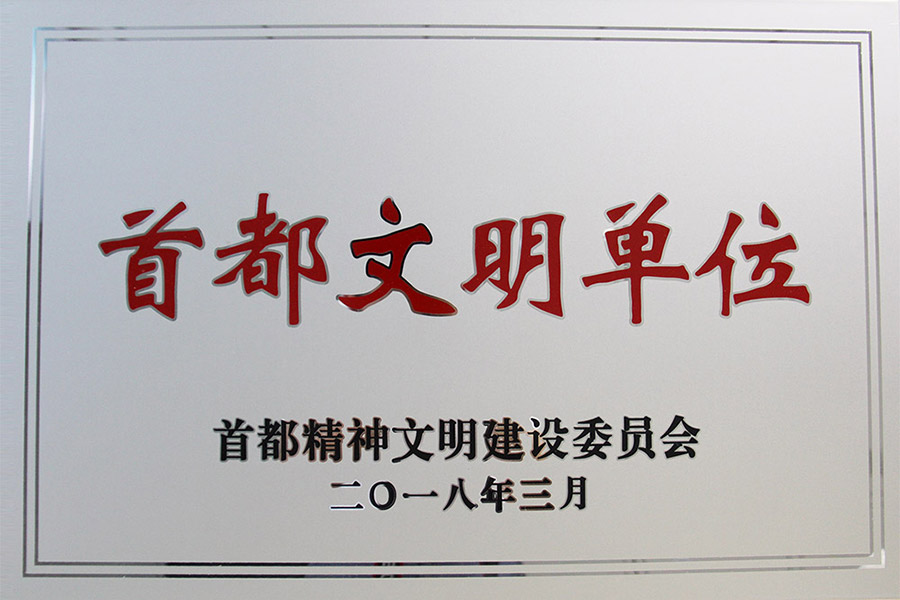 首都文明单位
首都精神文明建设委员会
二〇一八年三月